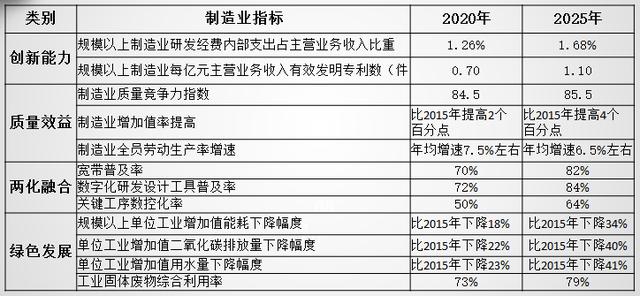 类别 制造业指标 2020年 2025年
创新能力 规模以上制造业研发经费内部支出占主营业务收入比重 1.26% 1.68%
规模以上制造业每亿元主营业务收入有效发明专利数（件 0.70 1.10
质量效益 制造业质量竞争力指数 84.5 85.5
制造业增加值率提高 比2015年提高2个百分点 比2015年提高4个百分点
制造业全员劳动生产率增速 年均增速7.5%左右 年均增速6.5%左右
两化融合 宽带普及率 70% 82%
数字化研发设计工具普及率 72% 84%
关键工序数控化率 50% 64%
绿色发展 规模以上单位工业增加值能耗下降幅度 比2015年下降18% 比2015年下降34%
单位工业增加值二氧化碳排放量下降幅度 比2015年下降22% 比2015年下降40%
单位工业增加值用水量下降幅度 比2015年下降23% 比2015年下降41%
工业固体废物综合利用率 73% 79%